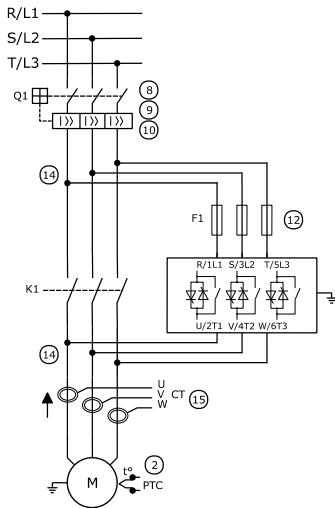 R/L1
S/L2
T/L3
Q1
8
9
I>> I>> I>>
10
14
F1
12
R/1L1 S/3L2 T/5L3
K1
U/2T1 V/4T2 W/6T3
14
U
V CT
W
15
M
t°
2
PTC